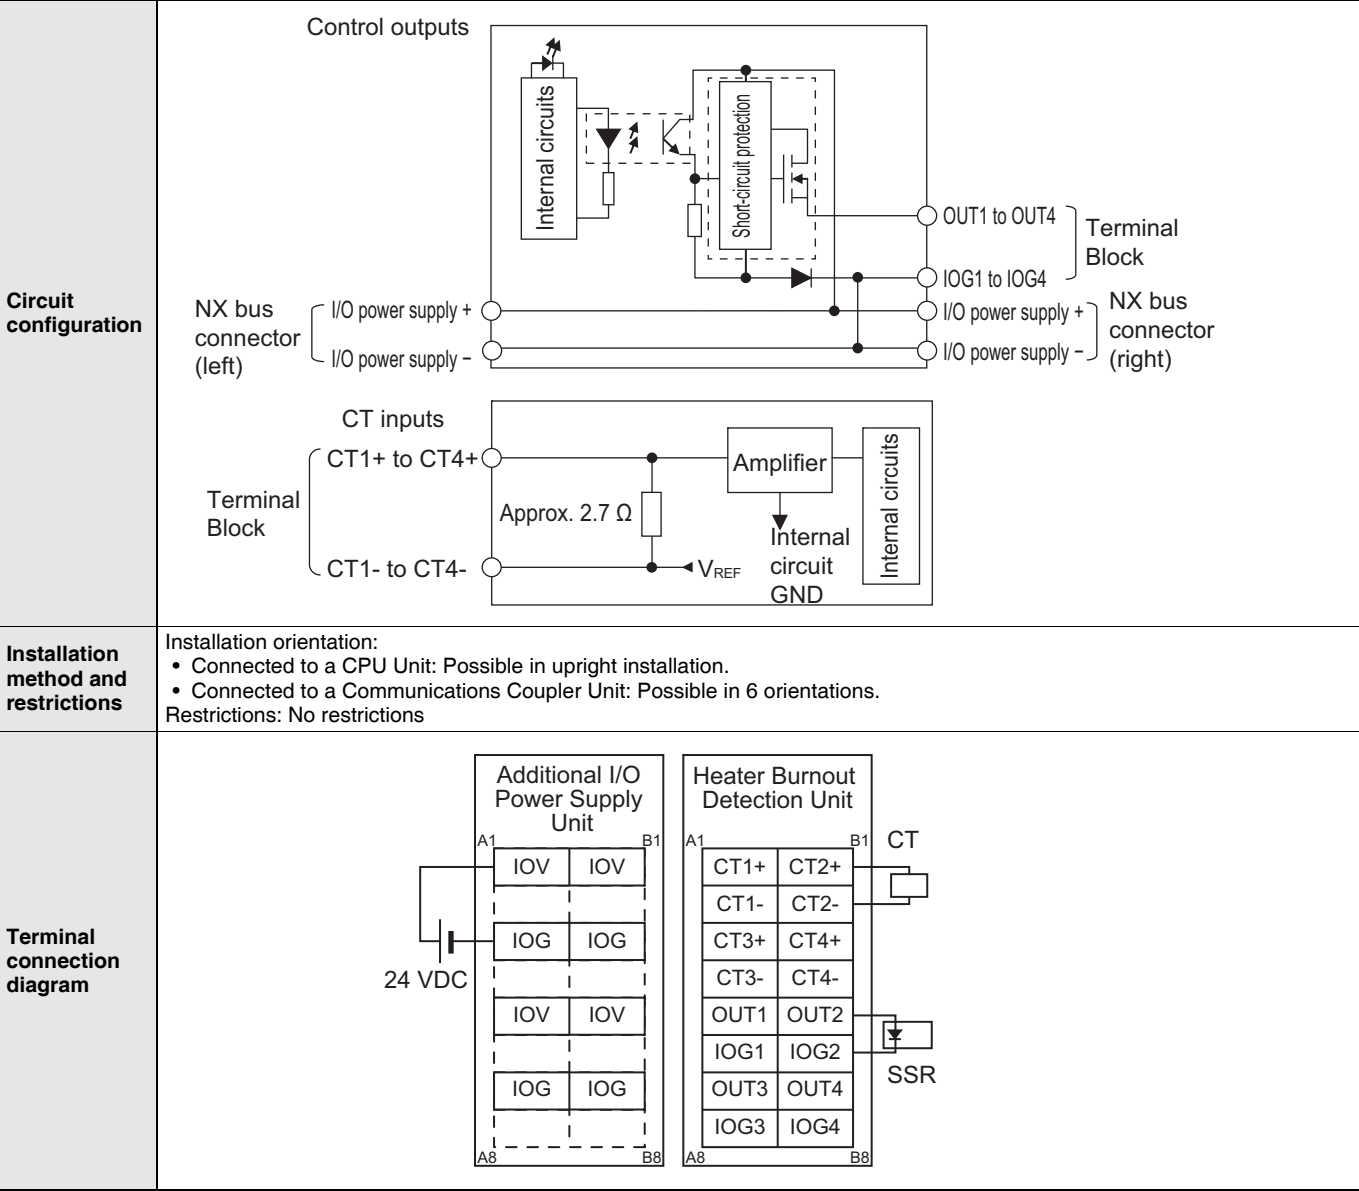 Circuit
configuration
Control outputs
Internal circuits
Short-circuit protection
OUT1 to OUT4
IOG1 to IOG4
Terminal
Block
NX bus
connector
(left)
I/O power supply +
I/O power supply −
I/O power supply +
I/O power supply −
NX bus
connector
(right)
CT inputs
Terminal
Block
CT1+ to CT4+
CT1- to CT4-
Approx. 2.7 Ω
VREF
Amplifier
Internal
circuit
GND
Internal circuits
Installation
method and
restrictions
Installation orientation:
• Connected to a CPU Unit: Possible in upright installation.
• Connected to a Communications Coupler Unit: Possible in 6 orientations.
Restrictions: No restrictions
Terminal
connection
diagram
Additional I/O
Power Supply
Unit
A1 B1
IOV IOV
IOG IOG
IOV IOV
IOG IOG
A8 B8
24 VDC
Heater Burnout
Detection Unit
A1 B1
CT1+ CT2+
CT1- CT2-
CT3+ CT4+
CT3- CT4-
OUT1 OUT2
IOG1 IOG2
OUT3 OUT4
IOG3 IOG4
A8 B8
CT
SSR